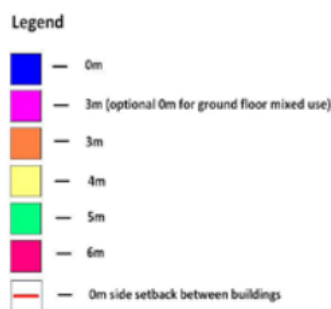 Legend
— 0m
— 3m (optional 0m for ground floor mixed use)
— 3m
— 4m
— 5m
— 6m
— 0m side setback between buildings